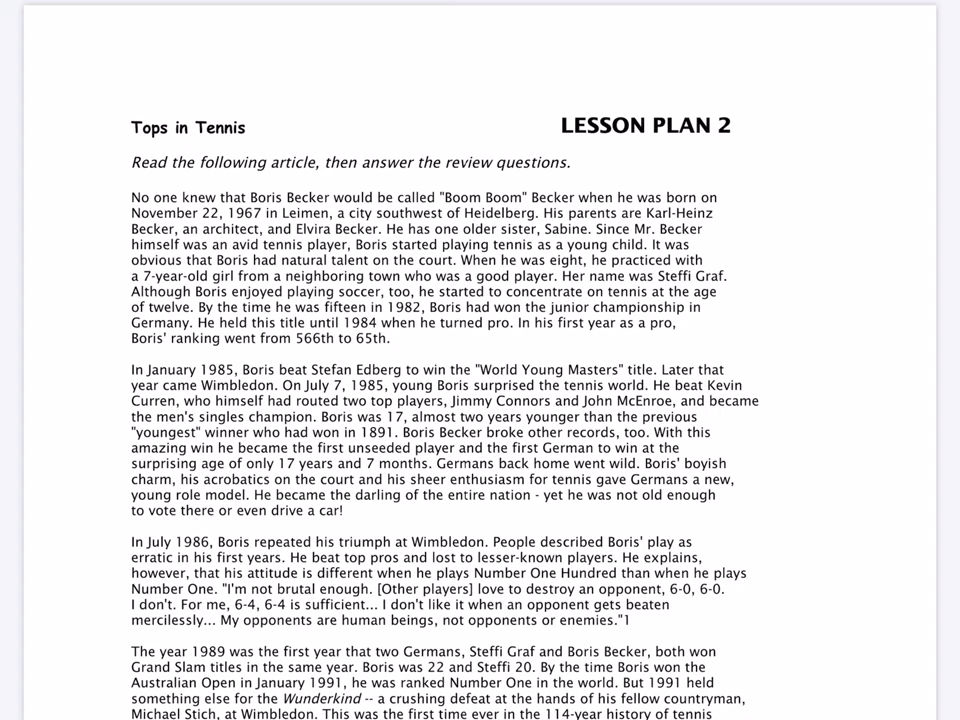 Tops in Tennis LESSON PLAN 2
Read the following article, then answer the review questions.
No one knew that Boris Becker would be called "Boom Boom" Becker when he was born on
November 22, 1967 in Leimen, a city southwest of Heidelberg. His parents are Karl-Heinz
Becker, an architect, and Elvira Becker. He has one older sister, Sabine. Since Mr. Becker
himself was an avid tennis player, Boris started playing tennis as a young child. It was
obvious that Boris had natural talent on the court. When he was eight, he practiced with
a 7-year-old girl from a neighboring town who was a good player. Her name was Steffi Graf.
Although Boris enjoyed playing soccer, too, he started to concentrate on tennis at the age
of twelve. By the time he was fifteen in 1982, Boris had won the junior championship in
Germany. He held this title until 1984 when he turned pro. In his first year as a pro,
Boris' ranking went from 566th to 65th.
In January 1985, Boris beat Stefan Edberg to win the "World Young Masters" title. Later that
year came Wimbledon. On July 7, 1985, young Boris surprised the tennis world. He beat Kevin
Curren, who himself had routed two top players, Jimmy Connors and John McEnroe, and became
the men's singles champion. Boris was 17, almost two years younger than the previous
"youngest" winner who had won in 1891. Boris Becker broke other records, too. With this
amazing win he became the first unseeded player and the first German to win at the
surprising age of only 17 years and 7 months. Germans back home went wild. Boris' boyish
charm, his acrobatics on the court and his sheer enthusiasm for tennis gave Germans a new,
young role model. He became the darling of the entire nation - yet he was not old enough
to vote there or even drive a car!
In July 1986, Boris repeated his triumph at Wimbledon. People described Boris' play as
erratic in his first years. He beat top pros and lost to lesser-known players. He explains,
however, that his attitude is different when he plays Number One Hundred than when he plays
Number One. "I'm not brutal enough. [Other players] love to destroy an opponent, 6-0, 6-0.
I don't. For me, 6-4, 6-4 is sufficient... I don't like it when an opponent gets beaten
mercilessly... My opponents are human beings, not opponents or enemies."1
The year 1989 was the first year that two Germans, Steffi Graf and Boris Becker, both won
Grand Slam titles in the same year. Boris was 22 and Steffi 20. By the time Boris won the
Australian Open in January 1991, he was ranked Number One in the world. But 1991 held
something else for the Wunderkind -- a crushing defeat at the hands of his fellow countryman,
Michael Stich, at Wimbledon. This was the first time ever in the 114-year history of tennis